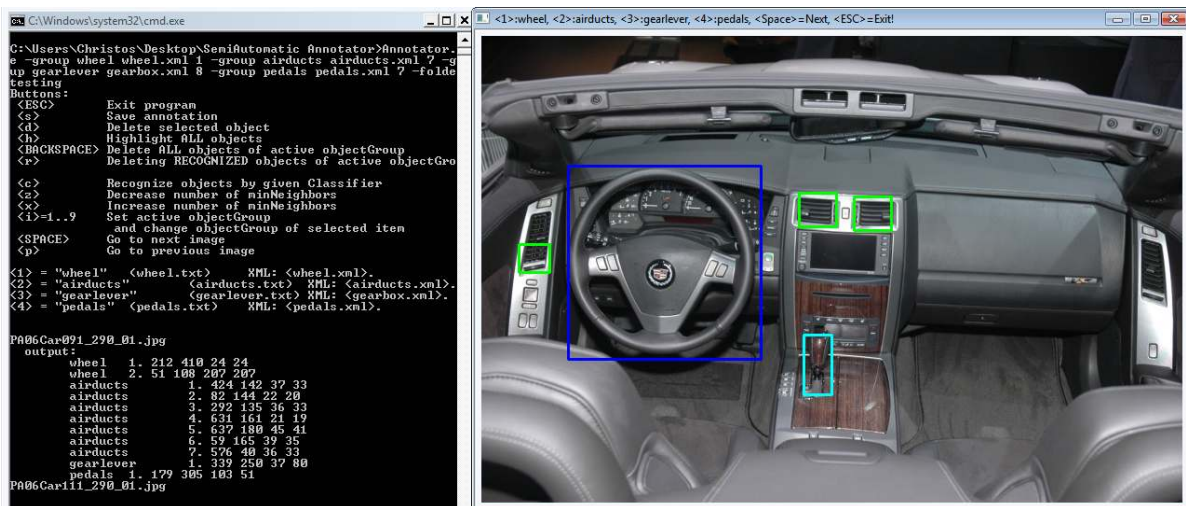 C:\Windows\system32\cmd.exe
C:\Users\Christos\Desktop\SemiAutomatic Annotator>Annotator.
e -group wheel wheel.xml 1 -group airducts airducts.xml 7 -g
up gearlever gearbox.xml 8 -group pedals pedals.xml 7 -folde
testing
Buttons:
<ESC> Exit program
<s> Save annotation
<d> Delete selected object
<h> Highlight ALL objects
<BACKSPACE> Delete ALL objects of active objectGroup
<r> Deleting RECOGNIZED objects of active objectGro
<c> Recognize objects by given Classifier
<z> Decrease number of minNeighbors
<x> Increase number of minNeighbors
<i>=1..9 Set active objectGroup
and change objectGroup of selected item
<SPACE> Go to next image
<p> Go to previous image
<1> = "wheel" (wheel.txt) XML: <wheel.xml>.
<2> = "airducts" (airducts.txt) XML: <airducts.xml>.
<3> = "gearlever" (gearlever.txt) XML: <gearbox.xml>.
<4> = "pedals" (pedals.txt) XML: <pedals.xml>.
PA06Car091_290_01.jpg
output:
wheel 1. 212 410 24 24
wheel 2. 51 108 207 207
airducts 1. 424 142 37 33
airducts 2. 82 144 22 20
airducts 3. 292 135 36 33
airducts 4. 631 161 21 19
airducts 5. 637 180 45 41
airducts 6. 59 165 39 35
airducts 7. 576 40 36 33
gearlever 1. 339 250 37 80
pedals 1. 179 305 103 51
PA06Car111_290_01.jpg
<1>:wheel, <2>:airducts, <3>:gearlever, <4>:pedals, <Space>=Next, <ESC>=Exit!